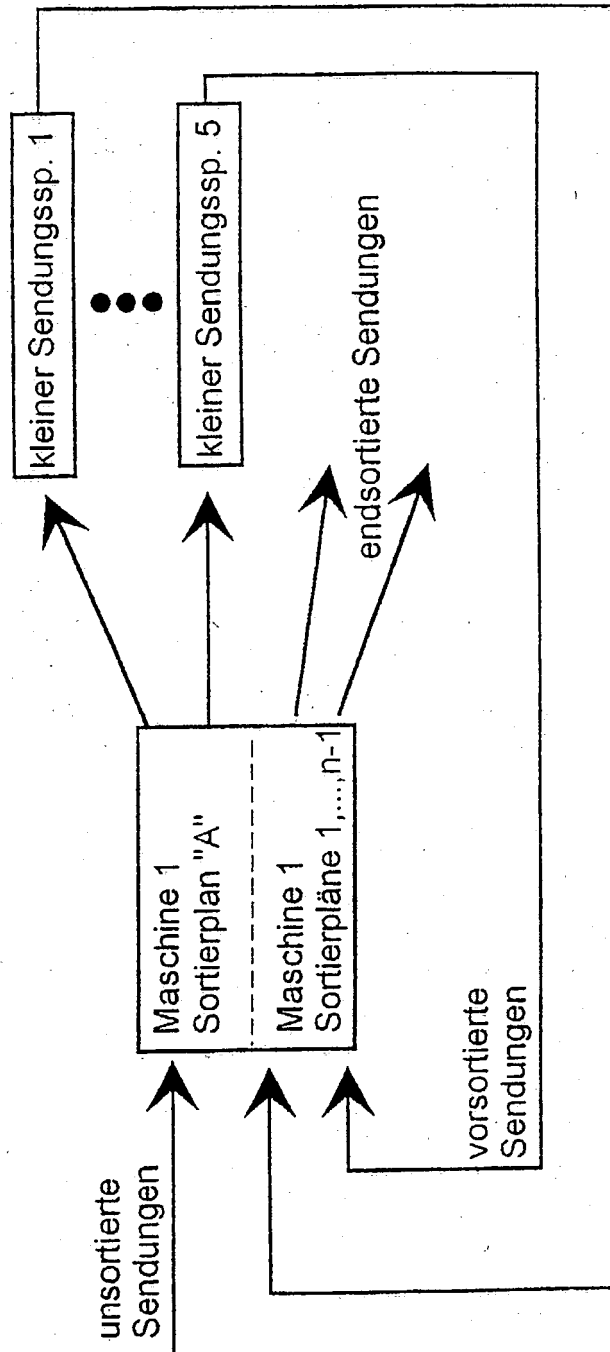 unsortierte
Sendungen
Maschine 1
Sortierplan "A"
Maschine 1
Sortierpläne 1,...,n-1
kleiner Sendungssp. 1
kleiner Sendungssp. 5
endsortierte Sendungen
vorsortierte
Sendungen